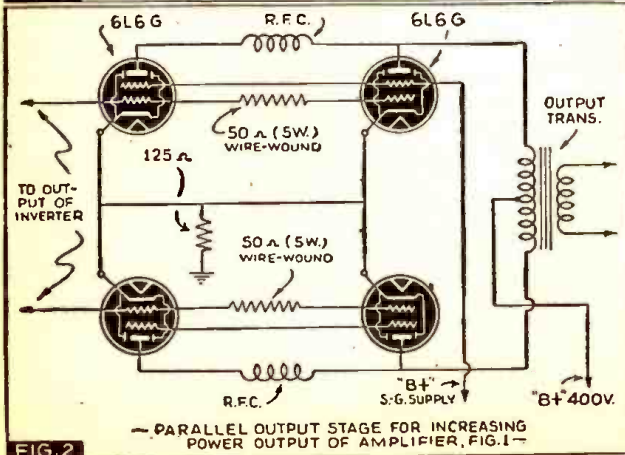 6L6G
R.F.C.
6L6G
50 Ω (5W.)
WIRE-WOUND
OUTPUT
TRANS.
125 Ω
TO OUT-
PUT OF
INVERTER
50 Ω (5W.)
WIRE-WOUND
R.F.C.
"B+"
S.-G. SUPPLY
"B+" 400V.
— PARALLEL OUTPUT STAGE FOR INCREASING
POWER OUTPUT OF AMPLIFIER, FIG.1 —
FIG.2